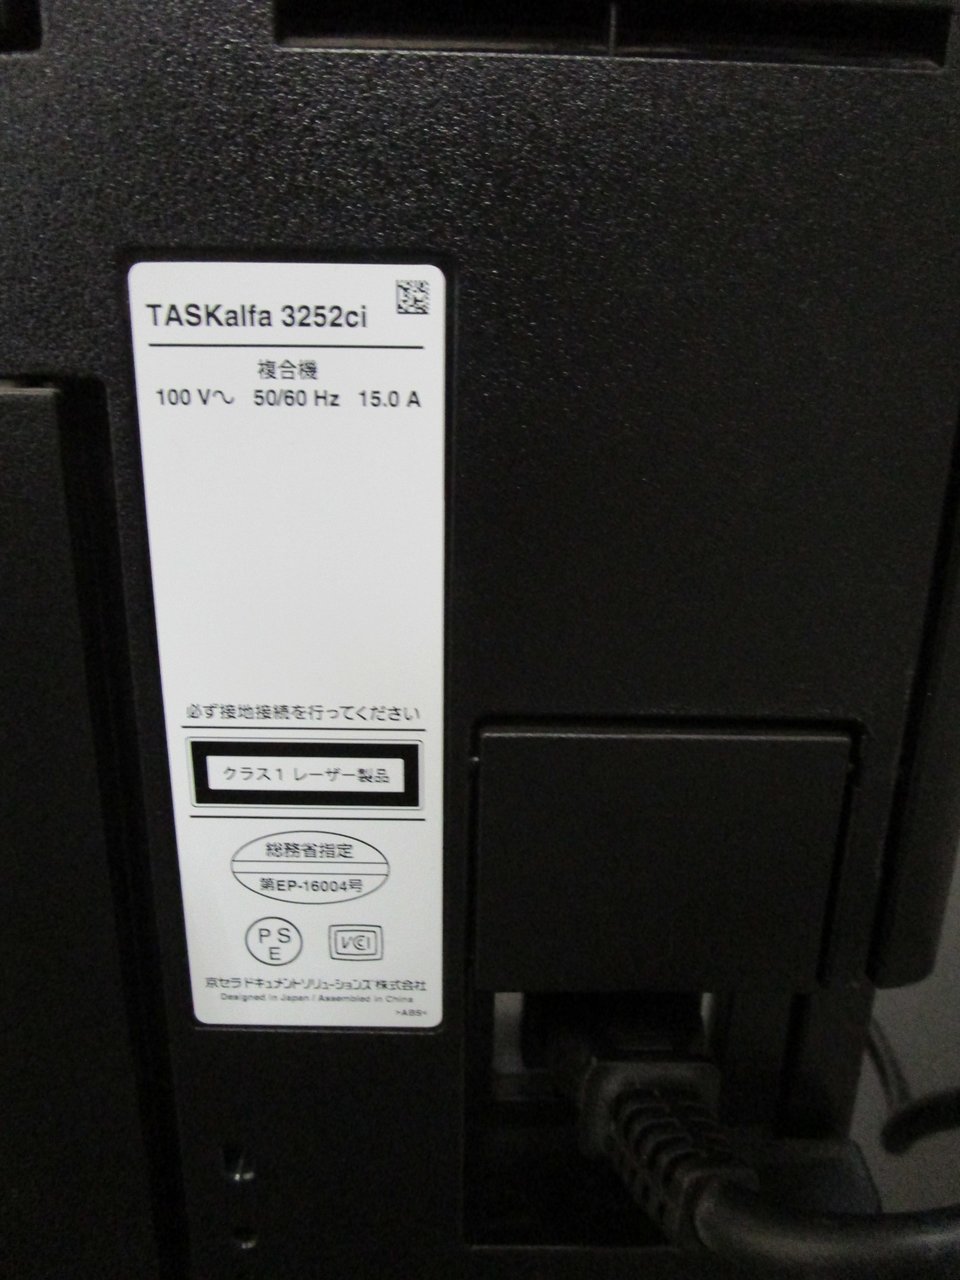 TASKalfa 3252ci
複合機
100 V～ 50/60 Hz 15.0 A
必ず接地接続を行ってください
クラス1 レーザー製品
総務省指定
第EP-16004号
PS
E
VCI
京セラドキュメントソリューションズ株式会社
Designed in Japan / Assembled in China
>ABS<